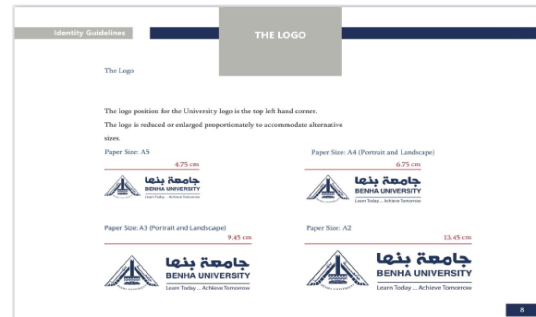 Identity Guidelines
THE LOGO
The Logo
The logo position for the University logo is the top left hand corner.
The logo is reduced or enlarged proportionately to accommodate alternative
sizes.
Paper Size: A5
4.75 cm
جامعة بنها
BENHA UNIVERSITY
Learn Today ... Achieve Tomorrow
Paper Size: A4 (Portrait and Landscape)
6.75 cm
جامعة بنها
BENHA UNIVERSITY
Learn Today ... Achieve Tomorrow
Paper Size: A3 (Portrait and Landscape)
9.45 cm
جامعة بنها
BENHA UNIVERSITY
Learn Today ... Achieve Tomorrow
Paper Size: A2
13.45 cm
جامعة بنها
BENHA UNIVERSITY
Learn Today ... Achieve Tomorrow
8